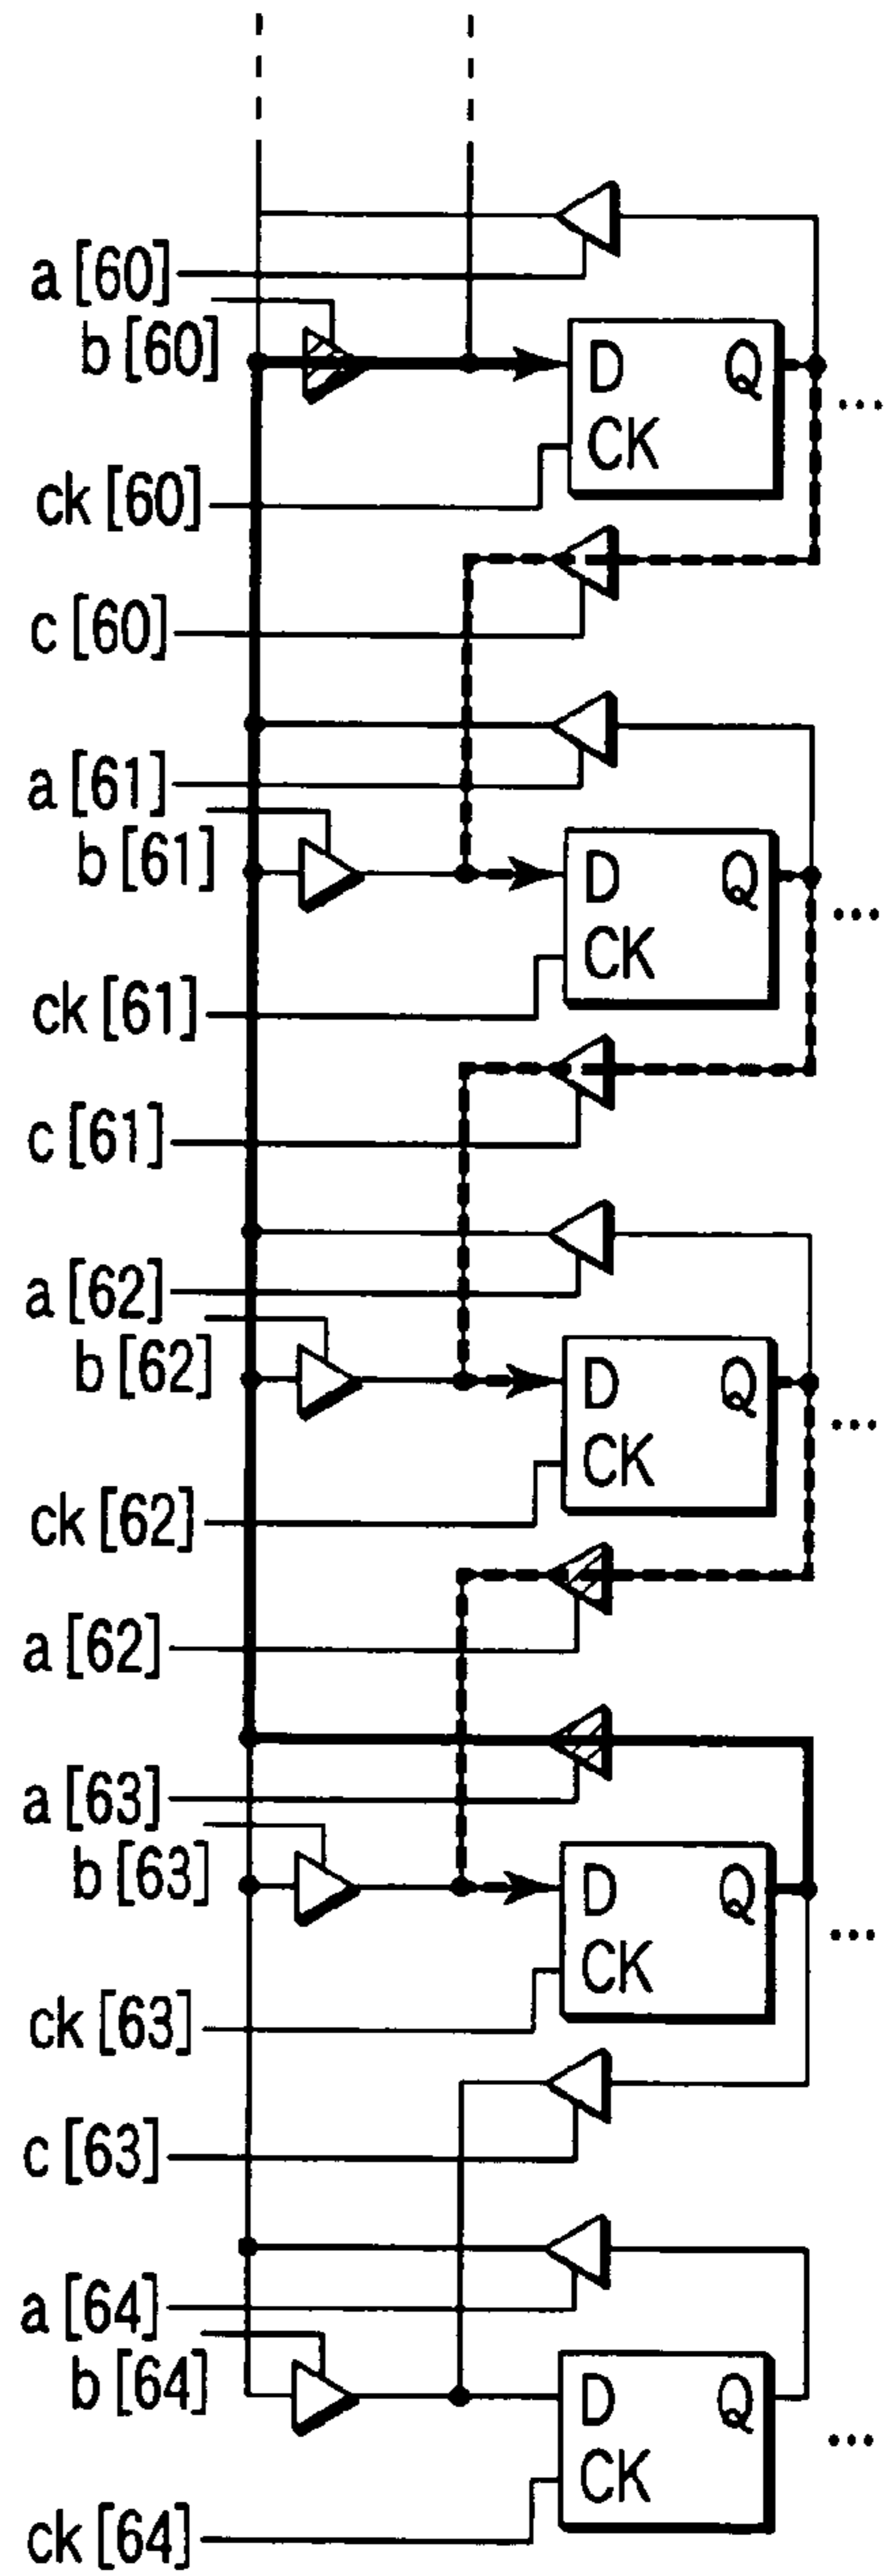 a [60]
b [60]
D Q
...
CK
ck [60]
c [60]
a [61]
b [61]
D Q
...
CK
ck [61]
c [61]
a [62]
b [62]
D Q
...
CK
ck [62]
a [62]
a [63]
b [63]
D Q
...
CK
ck [63]
c [63]
a [64]
b [64]
D Q
...
CK
ck [64]